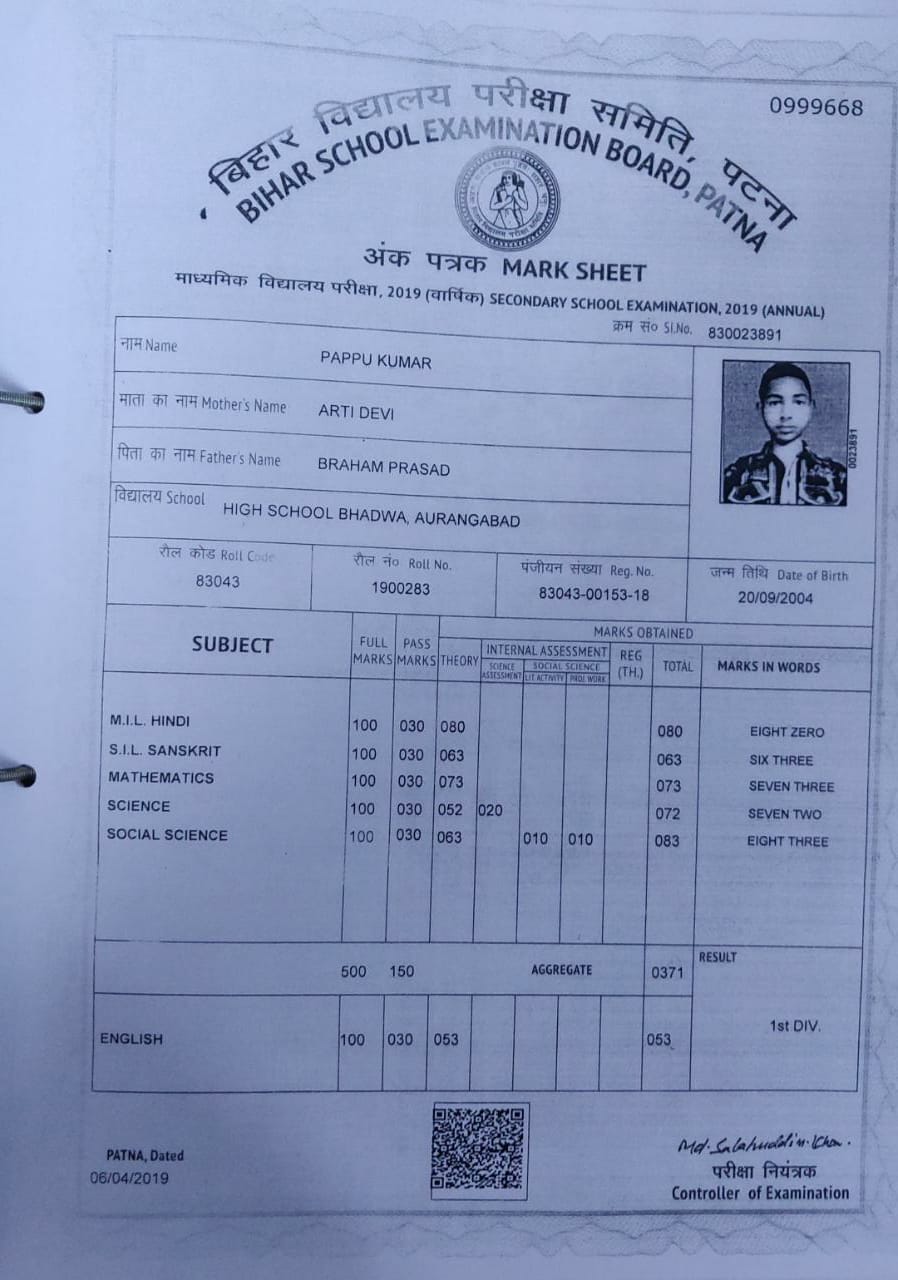 0999668
बिहार विद्यालय परीक्षा समिति, पटना
BIHAR SCHOOL EXAMINATION BOARD, PATNA
अंक पत्रक MARK SHEET
माध्यमिक विद्यालय परीक्षा, 2019 (वार्षिक) SECONDARY SCHOOL EXAMINATION, 2019 (ANNUAL)
क्रम सं० Sl.No. 830023891
नाम Name PAPPU KUMAR
माता का नाम Mother's Name ARTI DEVI
पिता का नाम Father's Name BRAHAM PRASAD
विद्यालय School HIGH SCHOOL BHADWA, AURANGABAD
0023891
रौल कोड Roll Code रौल नं० Roll No. पंजीयन संख्या Reg. No. जन्म तिथि Date of Birth
83043 1900283 83043-00153-18 20/09/2004
SUBJECT FULL MARKS PASS MARKS MARKS OBTAINED
THEORY INTERNAL ASSESSMENT REG (TH.) TOTAL MARKS IN WORDS
SCIENCE ASSESSMENT SOCIAL SCIENCE
LIT ACTIVITY PROJ. WORK
M.I.L. HINDI 100 030 080 080 EIGHT ZERO
S.I.L. SANSKRIT 100 030 063 063 SIX THREE
MATHEMATICS 100 030 073 073 SEVEN THREE
SCIENCE 100 030 052 020 072 SEVEN TWO
SOCIAL SCIENCE 100 030 063 010 010 083 EIGHT THREE
500 150 AGGREGATE 0371 RESULT
1st DIV.
ENGLISH 100 030 053 053
PATNA, Dated
06/04/2019
Md. Salahuddin Khan.
परीक्षा नियंत्रक
Controller of Examination